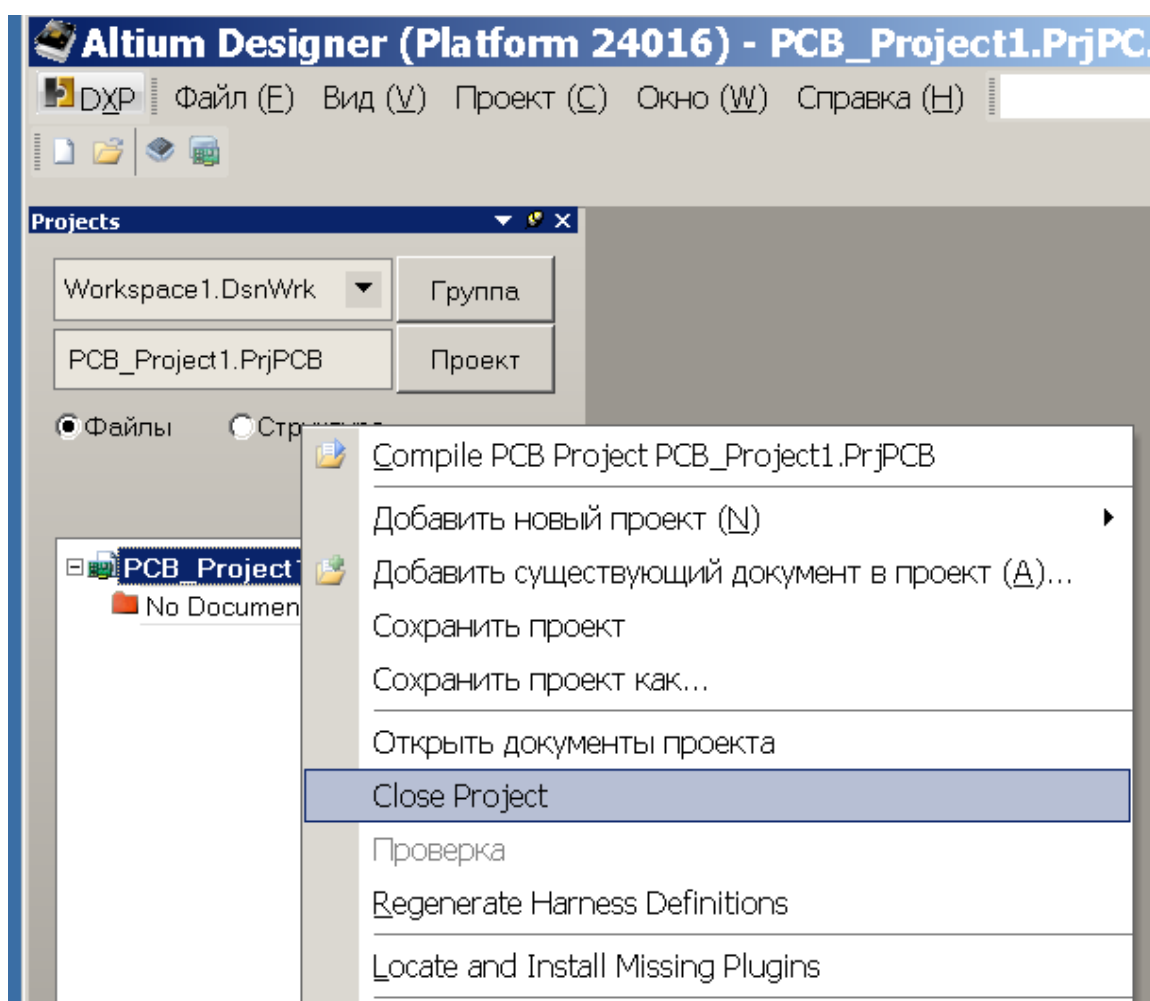 Altium Designer (Platform 24016) - PCB_Project1.PrjPC
DXP Файл (F) Вид (V) Проект (C) Окно (W) Справка (H)
Projects
Workspace1.DsnWrk Группа
PCB_Project1.PrjPCB Проект
Файлы
Compile PCB Project PCB_Project1.PrjPCB
Добавить новый проект (N)
PCB_Project
Добавить существующий документ в проект (A)...
No Documen
Сохранить проект
Сохранить проект как...
Открыть документы проекта
Close Project
Проверка
Regenerate Harness Definitions
Locate and Install Missing Plugins